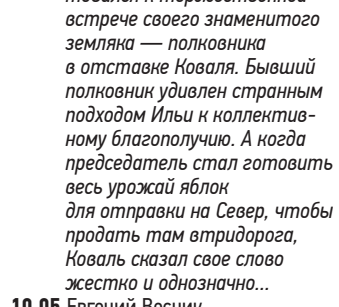 встрече своего знаменитого
земляка — полковника
в отставке Коваля. Бывший
полковник удивлен странным
подходом Ильи к коллектив-
ному благополучию. А когда
председатель стал готовить
весь урожай яблок
для отправки на Север, чтобы
продать там втридорога,
Коваль сказал свое слово
жестко и однозначно...
10.05 Евгений